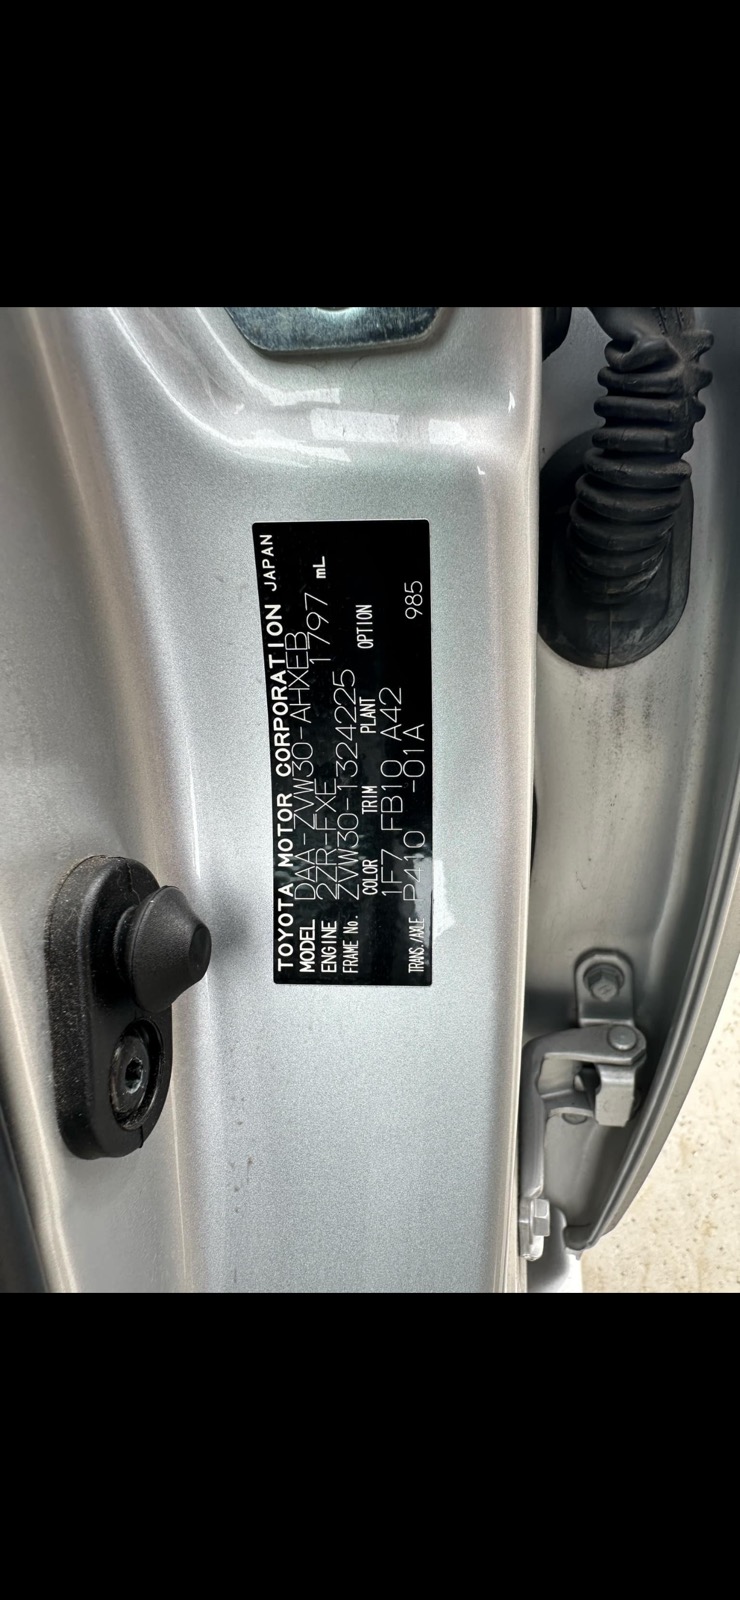 TOYOTA MOTOR CORPORATION JAPAN
MODEL DAA-ZVW30-AHXEB
ENGINE 2ZR-FXE 1797 mL
FRAME No. ZVW30-1324225
COLOR TRIM PLANT OPTION
1F7 FB10 A42
TRANS./AXLE P410 -01A 985